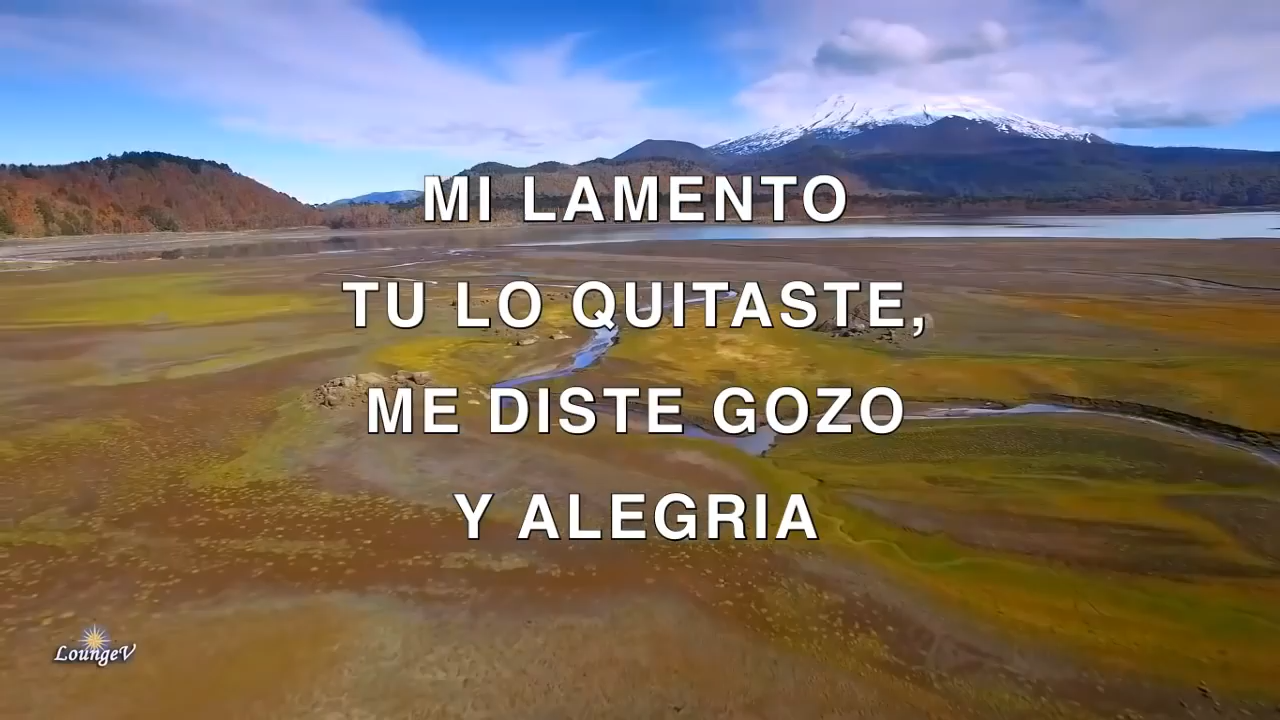 MI LAMENTO
TU LO QUITASTE,
ME DISTE GOZO
Y ALEGRIA
LoungeV